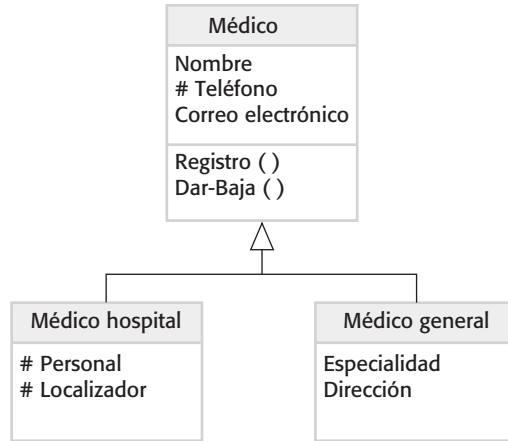 Médico
Nombre
# Teléfono
Correo electrónico
Registro ( )
Dar-Baja ( )
Médico hospital
# Personal
# Localizador
Médico general
Especialidad
Dirección